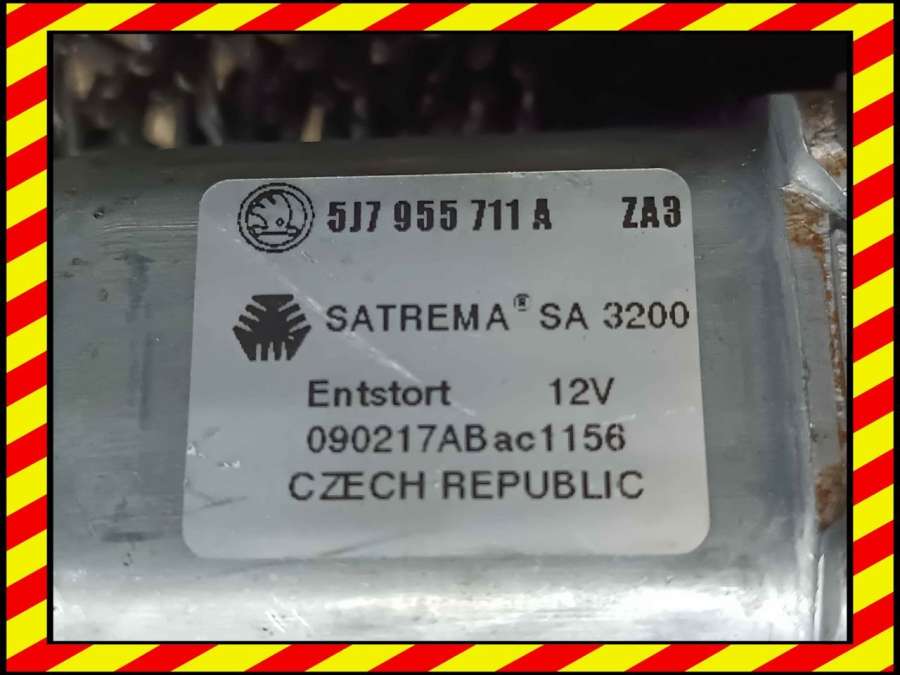 5J7 955 711 A ZA3
SATREMA® SA 3200
Entstort 12V
090217ABac1156
CZECH REPUBLIC